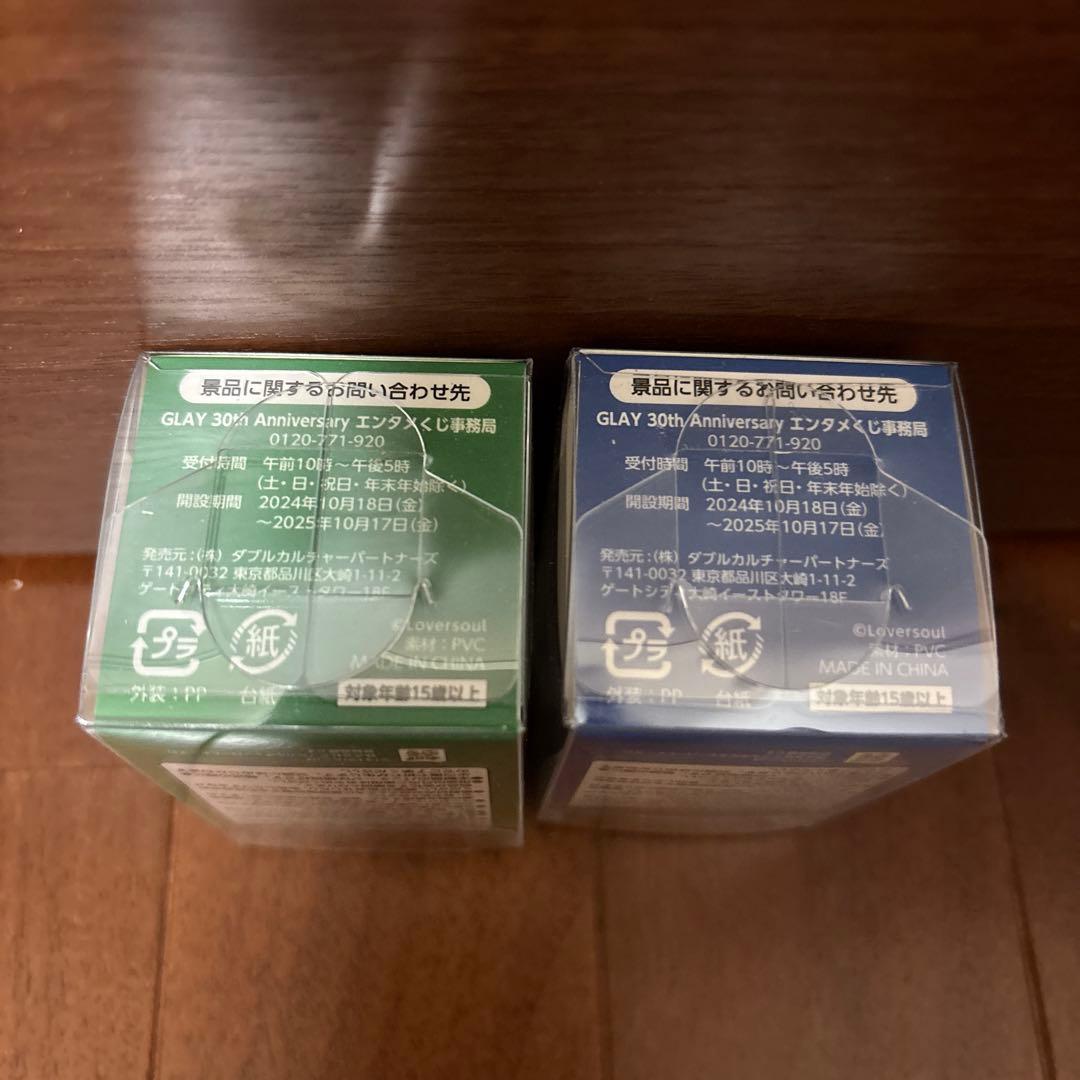 景品に関するお問い合わせ先
GLAY 30th Anniversary エンタメくじ事務局
0120-771-920
受付時間 午前10時～午後5時
(土・日・祝日・年末年始除く)
開設期間 2024年10月18日(金)
～2025年10月17日(金)
発売元:(株) ダブルカルチャーパートナーズ
〒141-0032 東京都品川区大崎1-11-2
ゲートシティ大崎イーストタワー18F
プラ
紙
©Loversoul
素材:PVC
MADE IN CHINA
外装:PP
台紙
対象年齢15歳以上
景品に関するお問い合わせ先
GLAY 30th Anniversary エンタメくじ事務局
0120-771-920
受付時間 午前10時～午後5時
(土・日・祝日・年末年始除く)
開設期間 2024年10月18日(金)
～2025年10月17日(金)
発売元:(株) ダブルカルチャーパートナーズ
〒141-0032 東京都品川区大崎1-11-2
ゲートシティ大崎イーストタワー18F
プラ
紙
©Loversoul
素材:PVC
MADE IN CHINA
外装:PP
台紙
対象年齢15歳以上